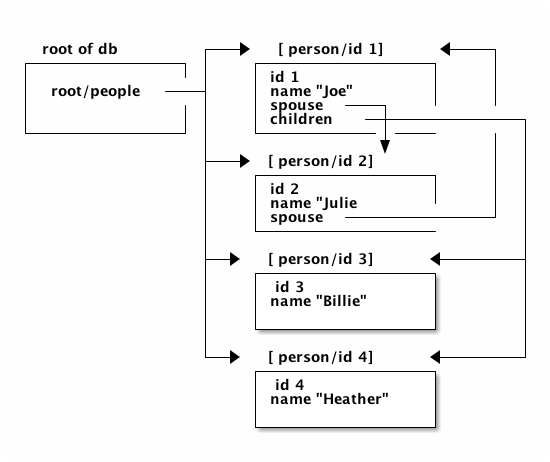 root of db
root/people
[ person/id 1]
id 1
name "Joe"
spouse
children
[ person/id 2]
id 2
name "Julie
spouse
[ person/id 3]
id 3
name "Billie"
[ person/id 4]
id 4
name "Heather"